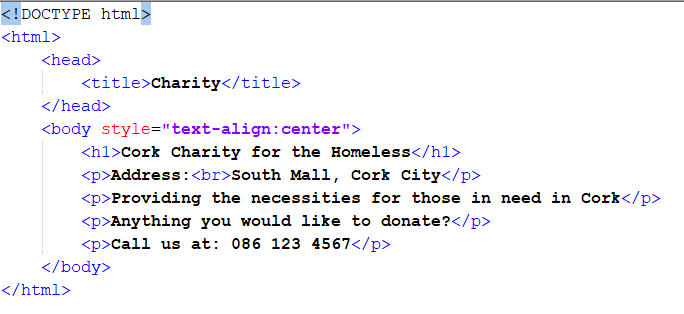 <!DOCTYPE html>
<html>
    <head>
        <title>Charity</title>
    </head>
    <body style="text-align:center">
        <h1>Cork Charity for the Homeless</h1>
        <p>Address:<br>South Mall, Cork City</p>
        <p>Providing the necessities for those in need in Cork</p>
        <p>Anything you would like to donate?</p>
        <p>Call us at: 086 123 4567</p>
    </body>
</html>